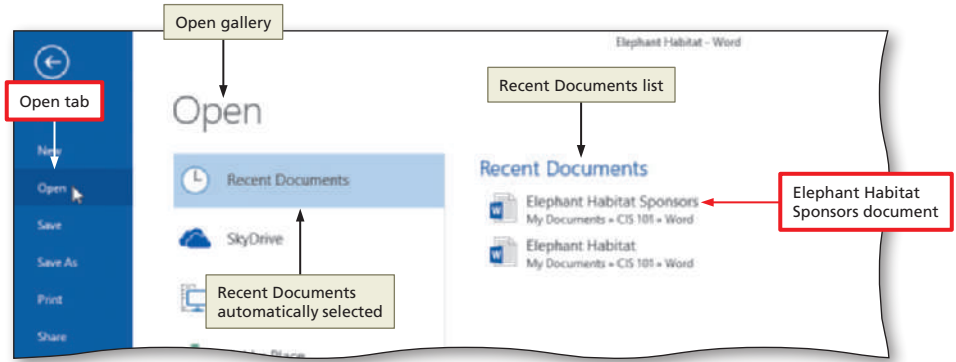 Open gallery
Elephant Habitat - Word
Open tab
Open
Recent Documents list
New
Open
Save
Save As
Print
Share
Recent Documents
SkyDrive
Recent Documents
automatically selected
Place
Recent Documents
Elephant Habitat Sponsors
My Documents » CIS 101 » Word
Elephant Habitat
My Documents » CIS 101 » Word
Elephant Habitat
Sponsors document